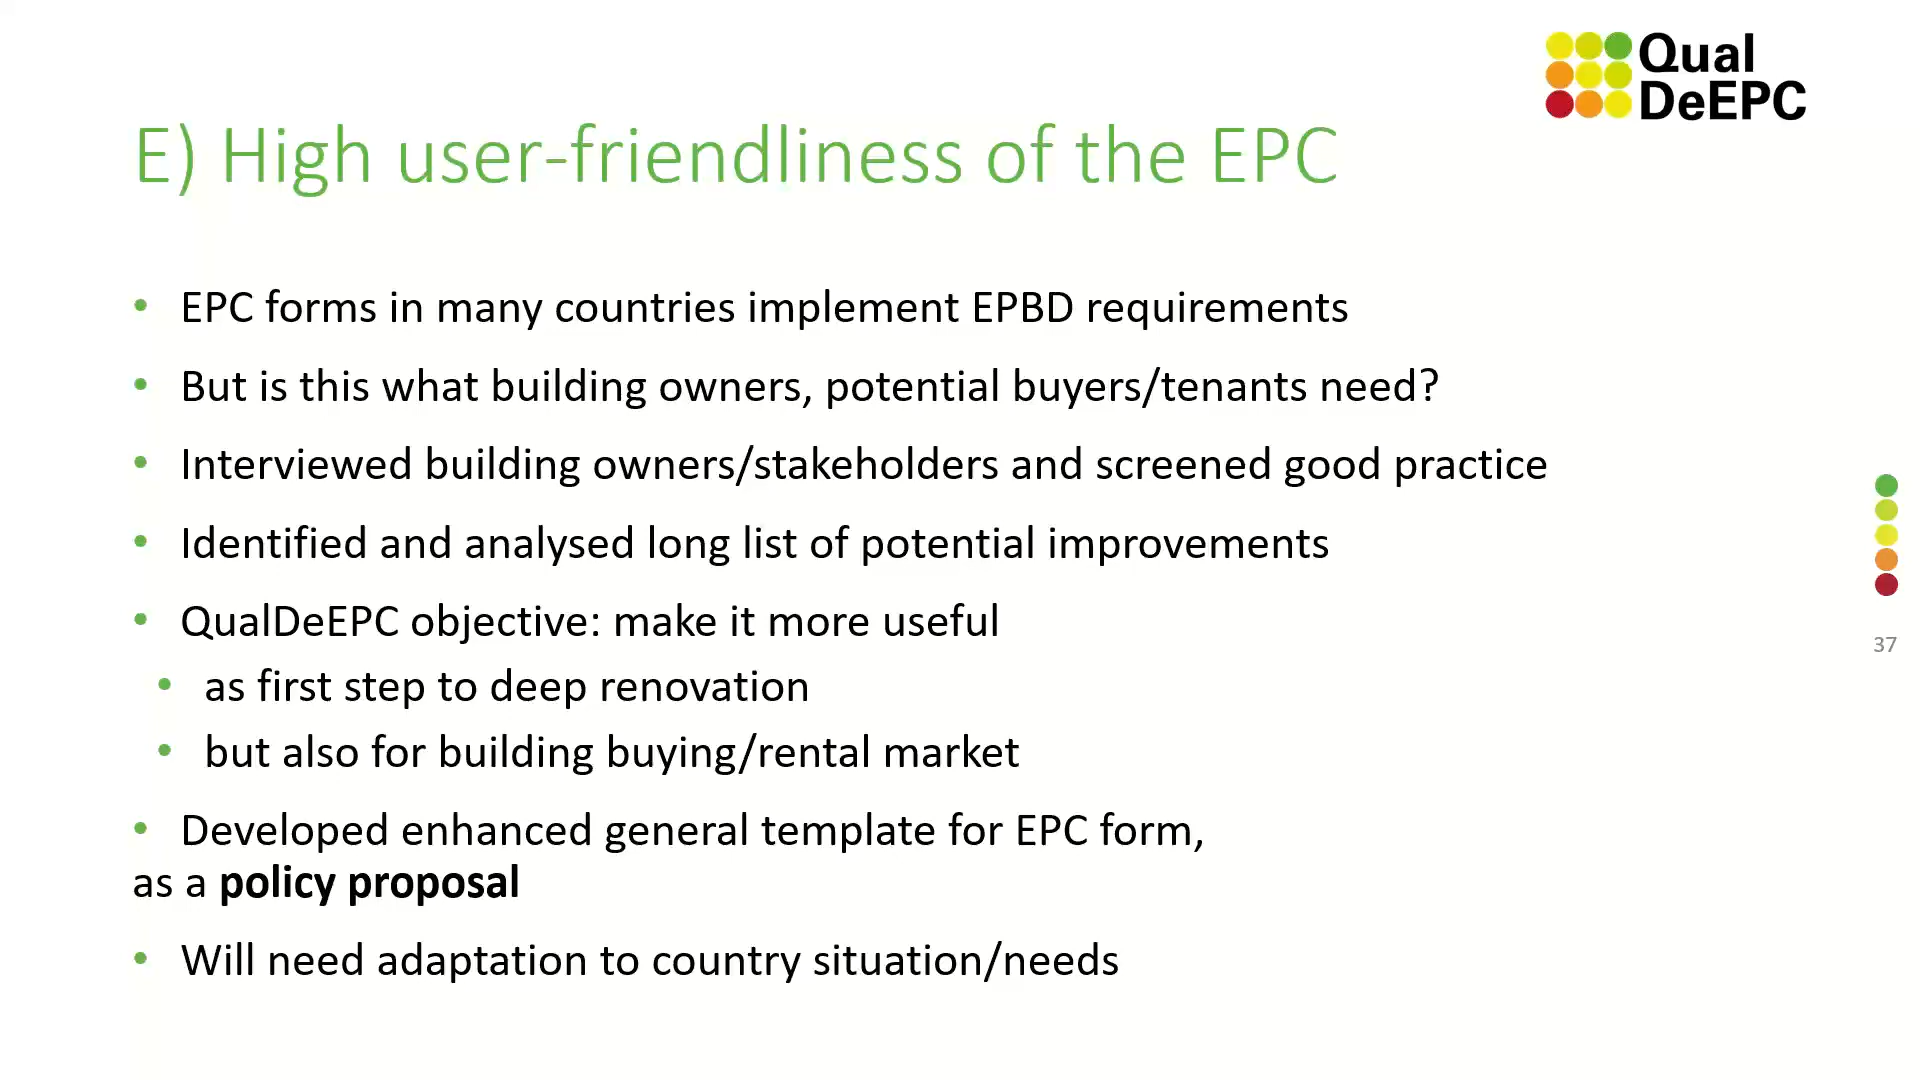 Qual
DeEPC
E) High user-friendliness of the EPC
• EPC forms in many countries implement EPBD requirements
• But is this what building owners, potential buyers/tenants need?
• Interviewed building owners/stakeholders and screened good practice
• Identified and analysed long list of potential improvements
• QualDeEPC objective: make it more useful
• as first step to deep renovation
• but also for building buying/rental market
• Developed enhanced general template for EPC form,
as a policy proposal
• Will need adaptation to country situation/needs
37